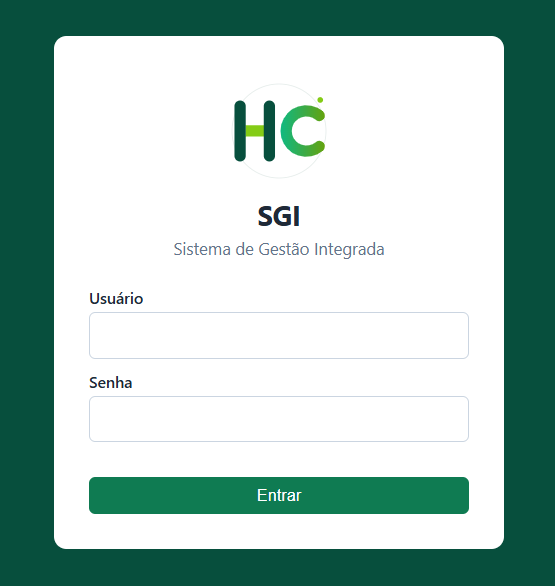 HC
SGI
Sistema de Gestão Integrada
Usuário
Senha
Entrar